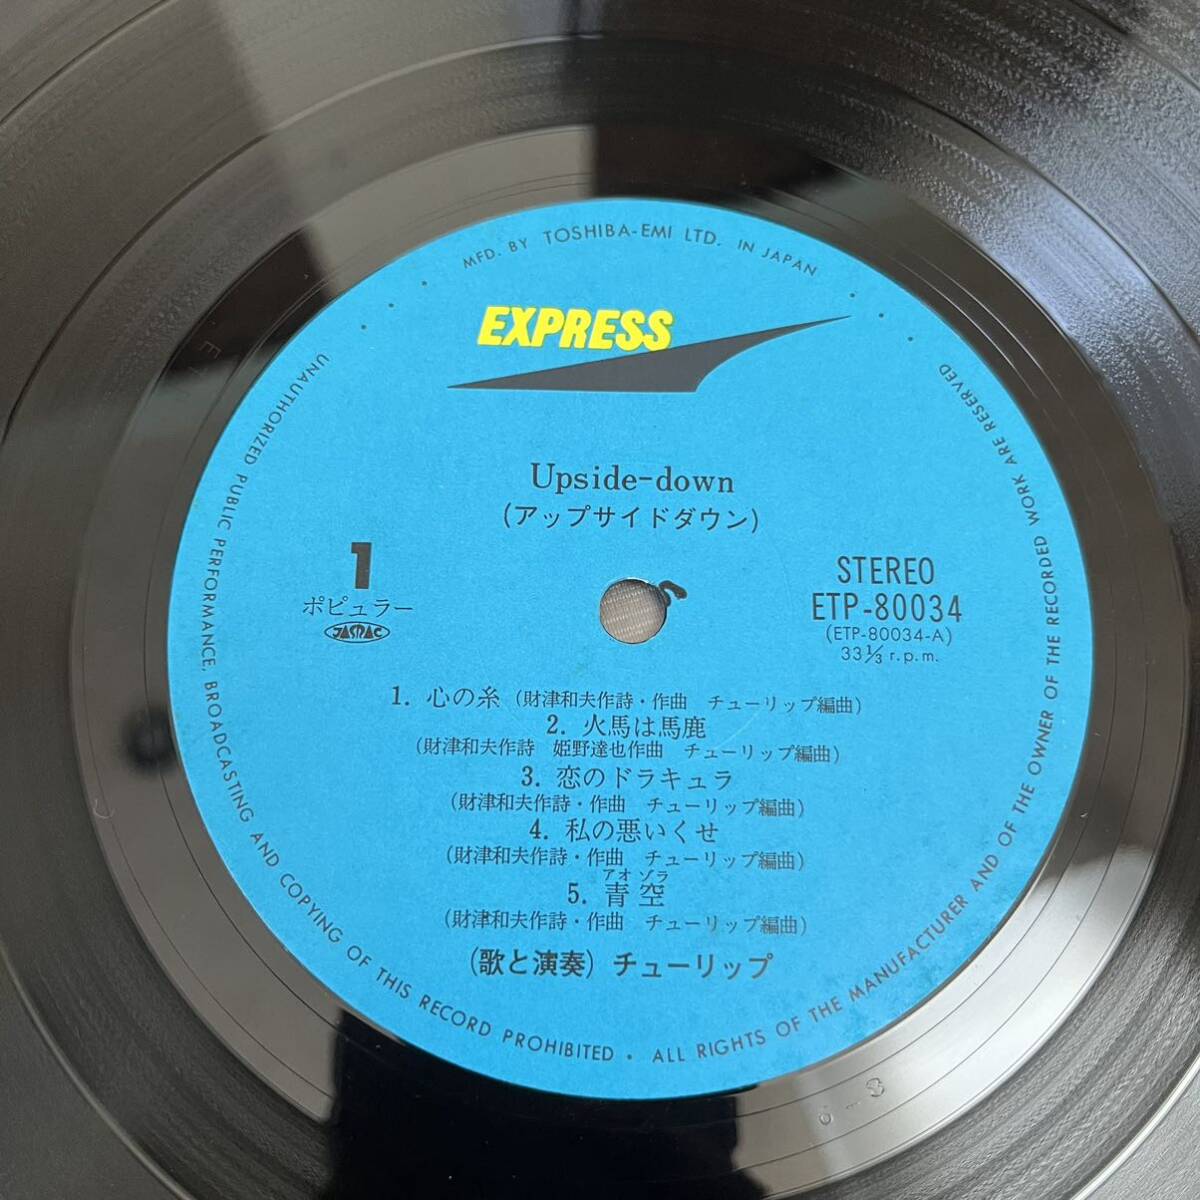 MFD. BY TOSHIBA-EMI LTD. IN JAPAN
EXPRESS
Upside-down
(アップサイドダウン)
1
ポピュラー
JASRAC
STEREO
ETP-80034
(ETP-80034-A)
33⅓ r.p.m.
1. 心の糸 (財津和夫作詩・作曲 チューリップ編曲)
2. 火馬は馬鹿
(財津和夫作詩 姫野達也作曲 チューリップ編曲)
3. 恋のドラキュラ
(財津和夫作詩・作曲 チューリップ編曲)
4. 私の悪いくせ
(財津和夫作詩・作曲 チューリップ編曲)
アオ ゾラ
5. 青空
(財津和夫作詩・作曲 チューリップ編曲)
(歌と演奏) チューリップ
UNAUTHORIZED PUBLIC PERFORMANCE, BROADCASTING AND COPYING OF THIS RECORD PROHIBITED • ALL RIGHTS OF THE MANUFACTURER AND OF THE OWNER OF THE RECORDED WORK ARE RESERVED